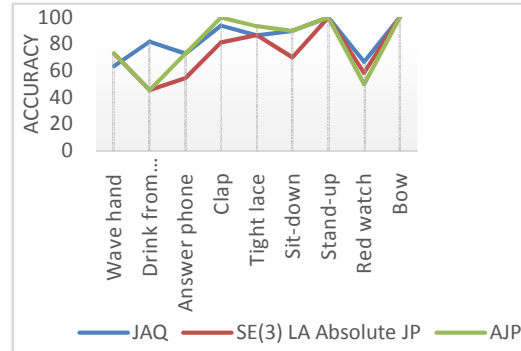 ACCURACY
100
80
60
40
20
0
Wave hand
Drink from...
Answer phone
Clap
Tight lace
Sit-down
Stand-up
Red watch
Bow
JAQ
SE(3) LA Absolute JP
AJP